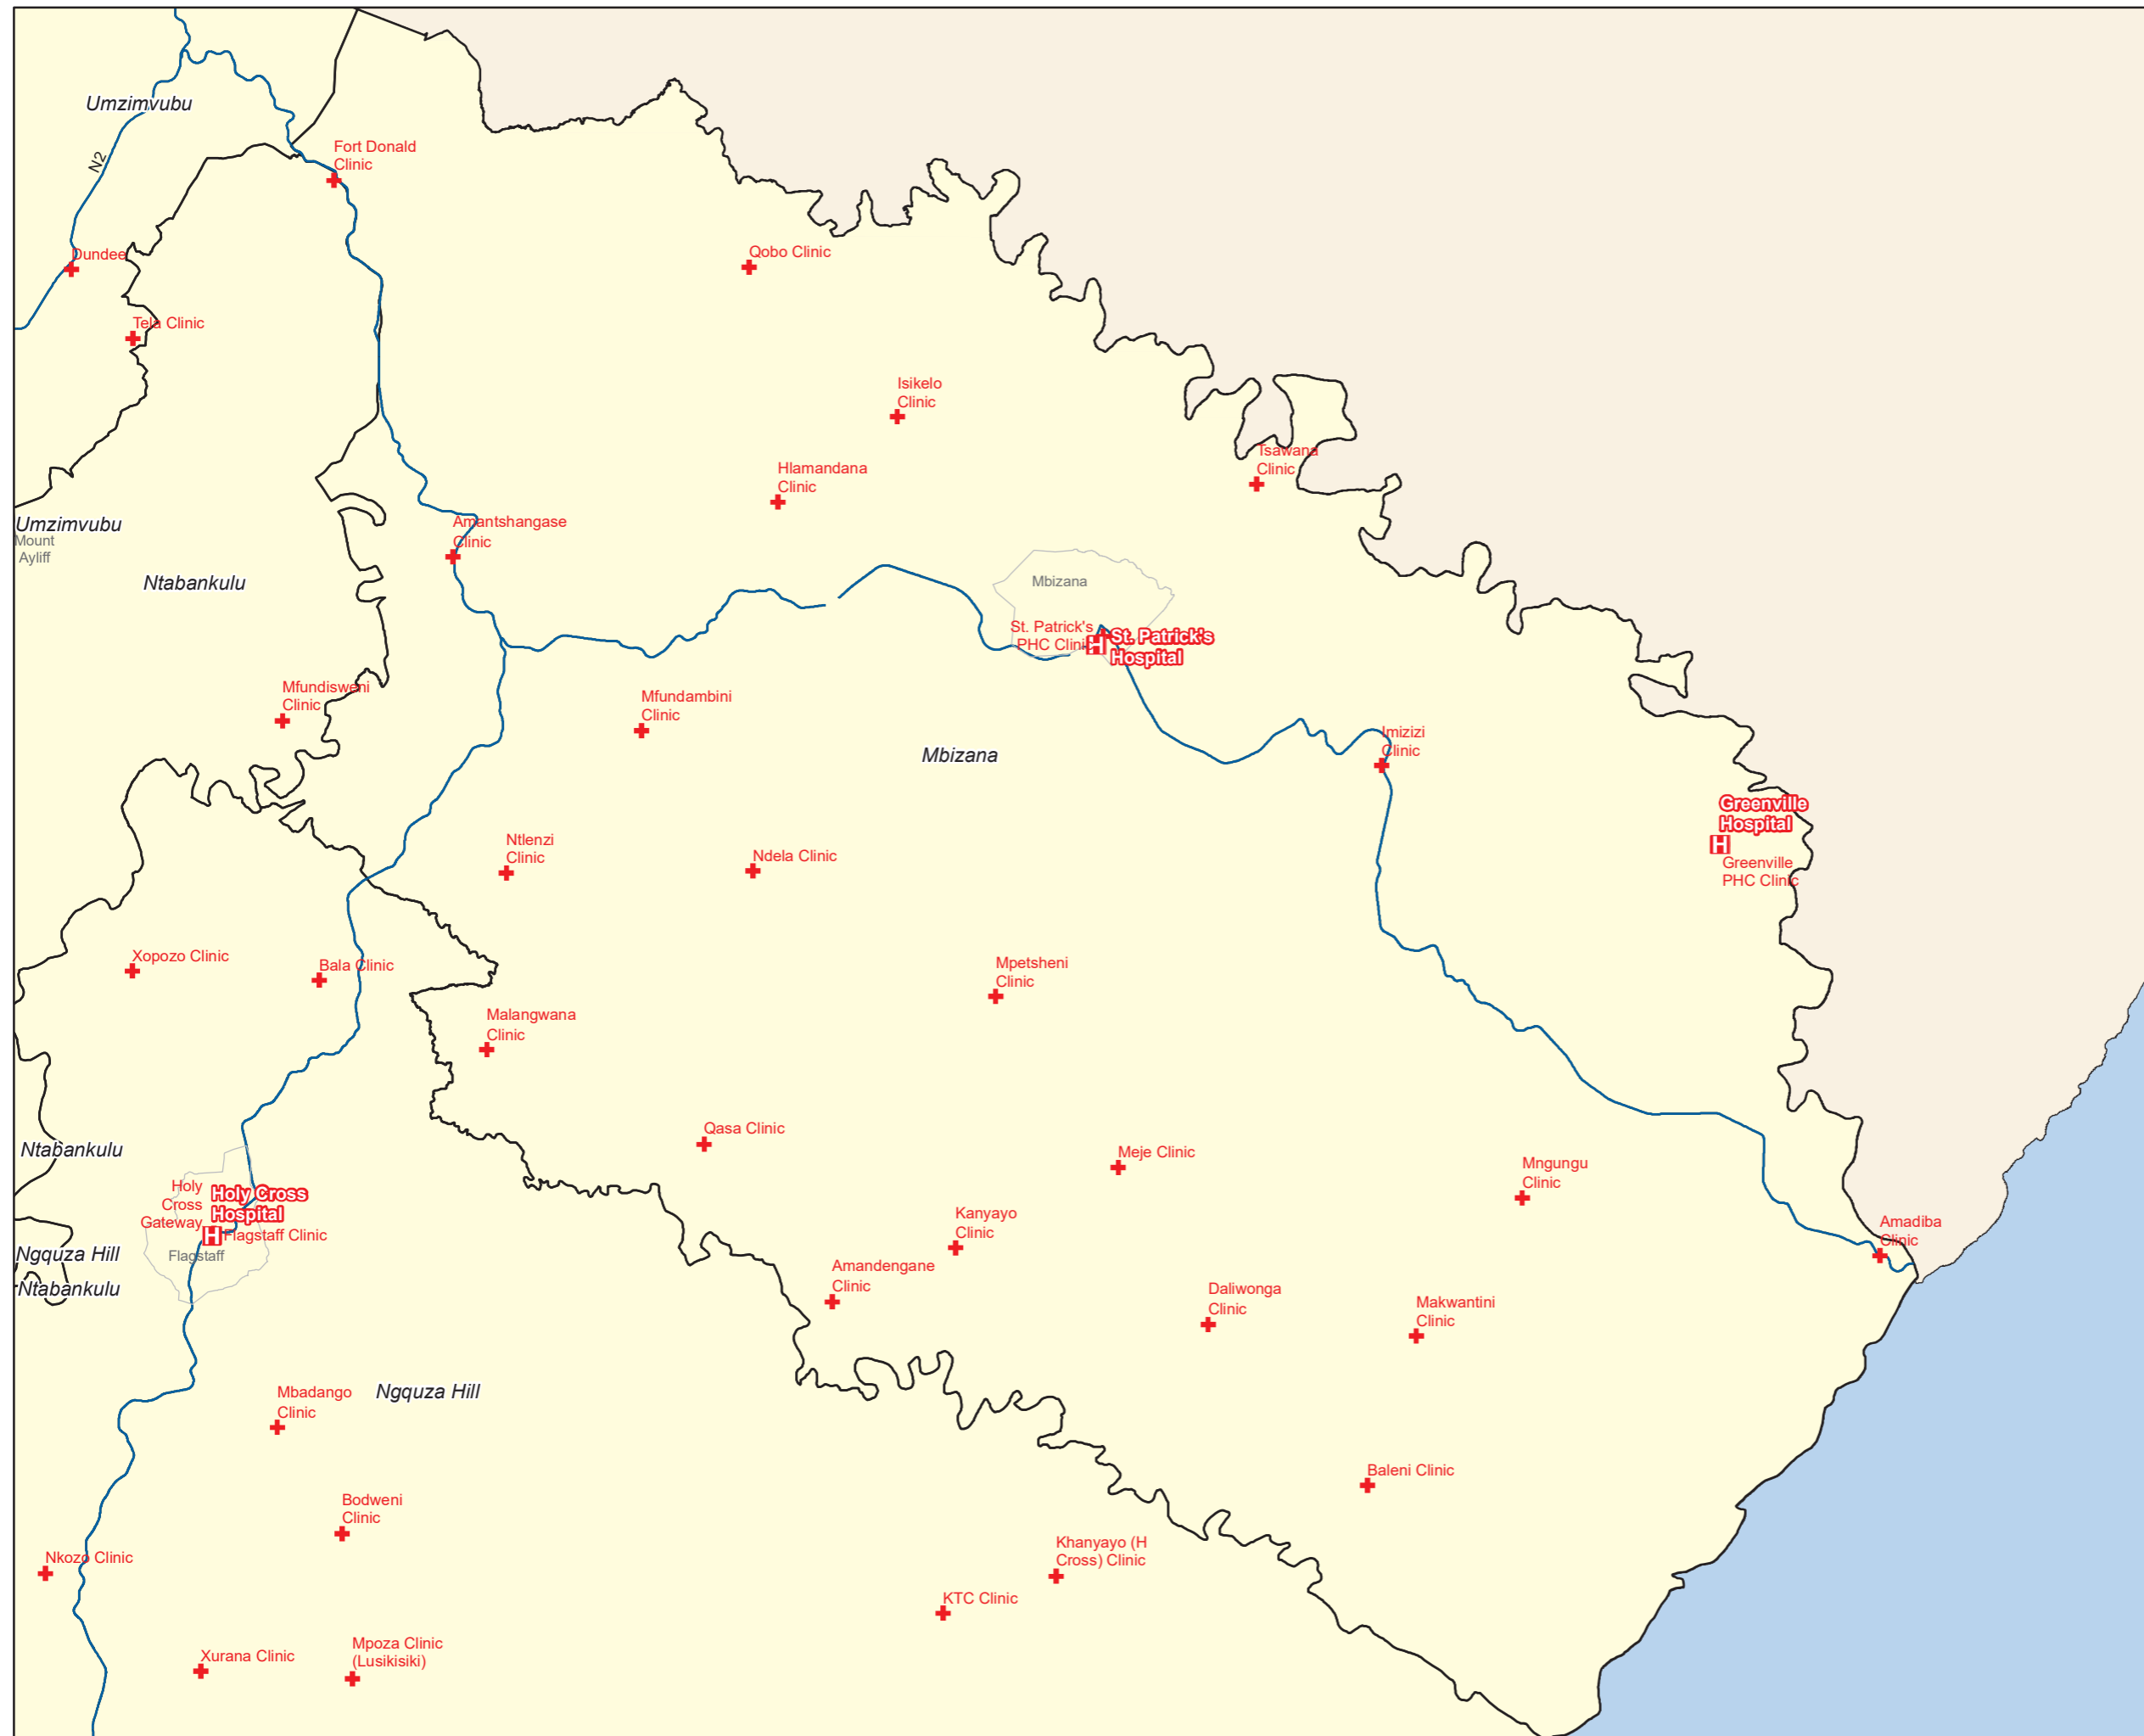 Umzimvubu
N2
Fort Donald
Clinic
Dundee
Qobo Clinic
Tela Clinic
Isikelo
Clinic
Tsawana
Clinic
Hlamandana
Clinic
Umzimvubu
Mount
Ayliff
Amantshangase
Clinic
Ntabankulu
Mbizana
St. Patrick's
PHC Clinic
St. Patrick's
Hospital
Mfundisweni
Clinic
Mfundambini
Clinic
Mbizana
Imizizi
Clinic
Greenville
Hospital
H
Greenville
PHC Clinic
H
Ntlenzi
Clinic
Ndela Clinic
Xopozo Clinic
Bala Clinic
Mpetsheni
Clinic
Malangwana
Clinic
Qasa Clinic
Meje Clinic
Mngungu
Clinic
Ntabankulu
Holy
Cross
Gateway
Holy Cross
Hospital
H
Flagstaff Clinic
Flagstaff
Ngquza Hill
Ntabankulu
Kanyayo
Clinic
Amadiba
Clinic
Amandengane
Clinic
Daliwonga
Clinic
Makwantini
Clinic
Mbadango
Clinic
Ngquza Hill
Baleni Clinic
Bodweni
Clinic
Nkozo Clinic
Khanyayo (H
Cross) Clinic
KTC Clinic
Xurana Clinic
Mpoza Clinic
(Lusikisiki)